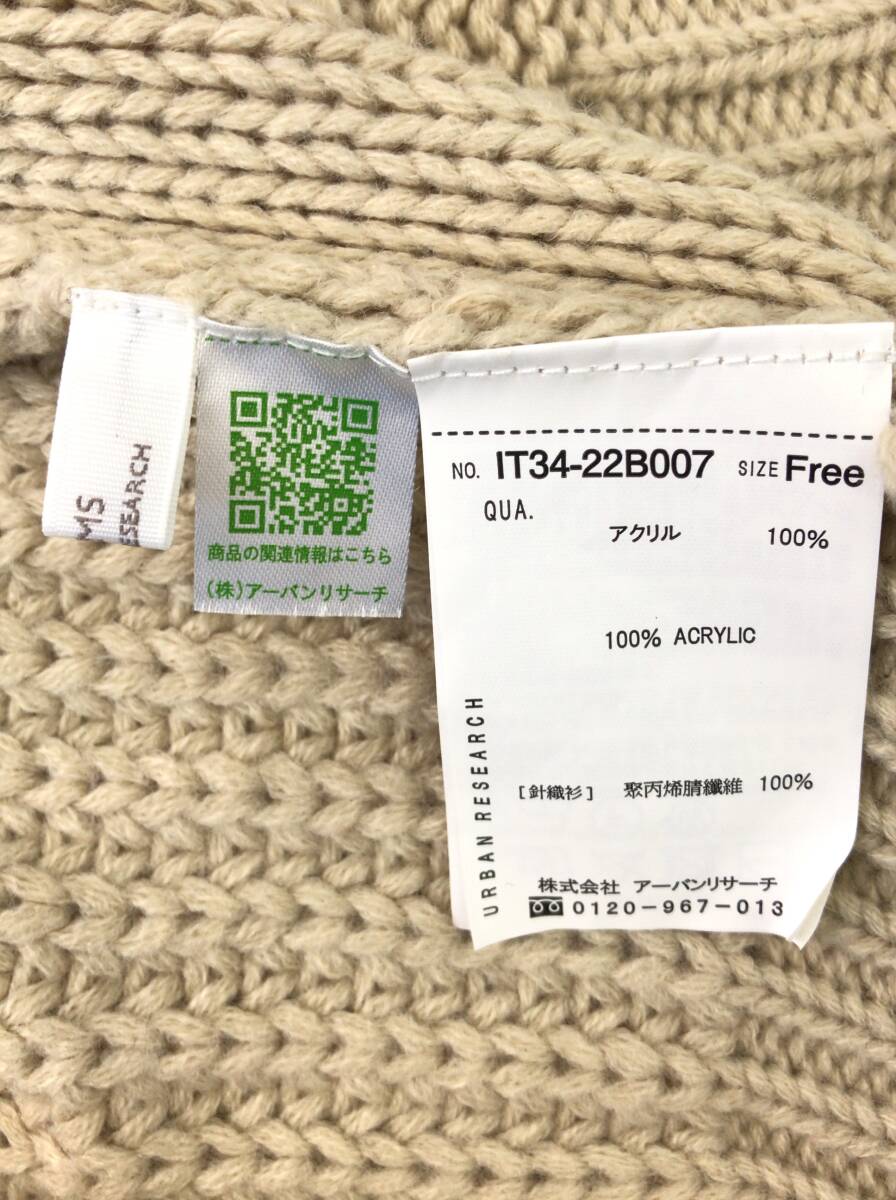 MS
商品の関連情報はこちら
(株)アーバンリサーチ
NO. IT34-22B007 SIZE Free
QUA.
アクリル 100%
100% ACRYLIC
[針織衫] 聚丙烯腈纖維 100%
URBAN RESEARCH
株式会社 アーバンリサーチ
0120-967-013